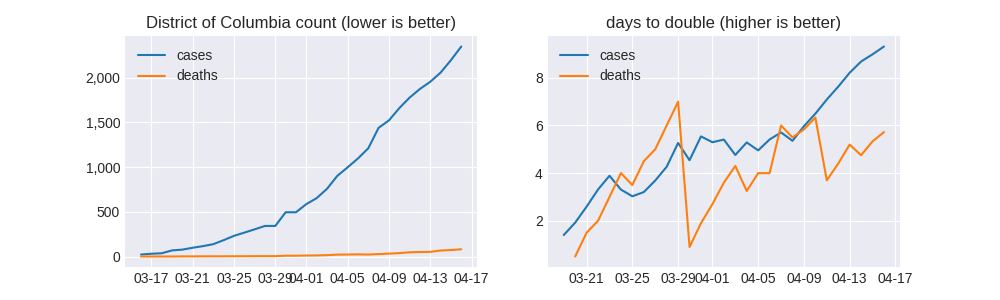 District of Columbia count (lower is better)
cases
deaths
2,000
1,500
1,000
500
0
03-17 03-21 03-25 03-29 04-01 04-05 04-09 04-13 04-17
days to double (higher is better)
cases
deaths
8
6
4
2
03-21 03-25 03-29 04-01 04-05 04-09 04-13 04-17